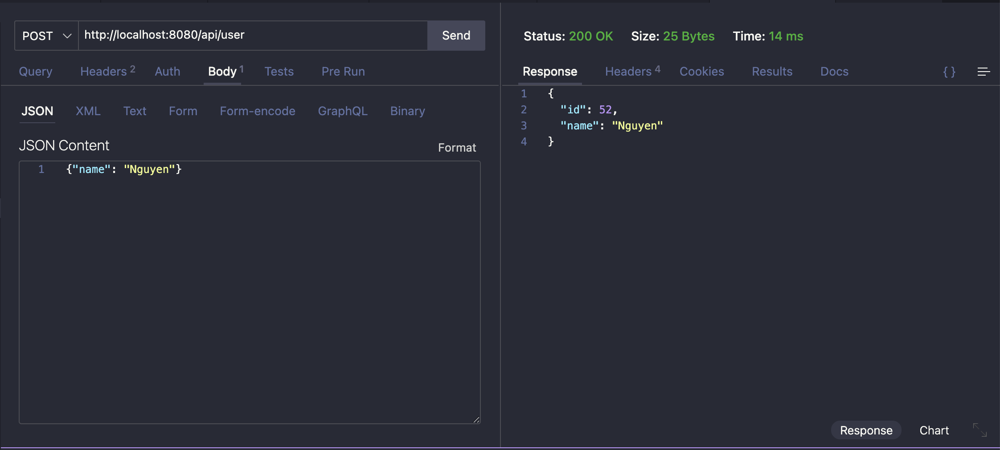 POST http://localhost:8080/api/user Send
Query Headers 2 Auth Body 1 Tests Pre Run
JSON XML Text Form Form-encode GraphQL Binary
JSON Content Format
1 {"name": "Nguyen"}
Status: 200 OK Size: 25 Bytes Time: 14 ms
Response Headers 4 Cookies Results Docs { }
1 {
2 "id": 52,
3 "name": "Nguyen"
4 }
Response Chart